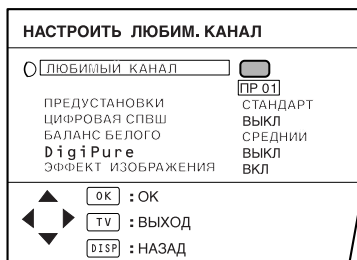 НАСТРОИТЬ ЛЮБИМ. КАНАЛ
ЛЮБИМЫЙ КАНАЛ
ПР 01
ПРЕДУСТАНОВКИ СТАНДАРТ
ЦИФРОВАЯ СПВШ ВЫКЛ
БАЛАНС БЕЛОГО СРЕДНИИ
DigiPure ВЫКЛ
ЭФФЕКТ ИЗОБРАЖЕНИЯ ВКЛ
OK : OK
TV : ВЫХОД
DISP : НАЗАД